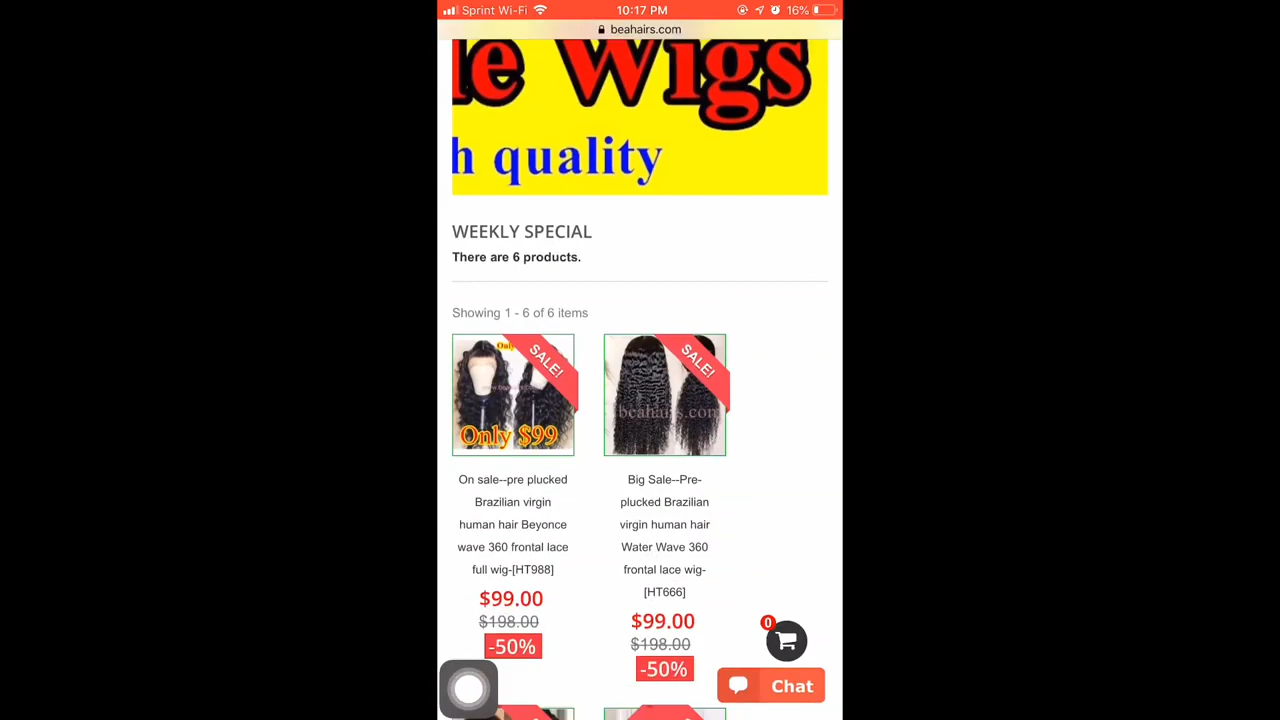 Sprint Wi-Fi 10:17 PM 16%
beahairs.com
le Wigs
h quality
WEEKLY SPECIAL
There are 6 products.
Showing 1 - 6 of 6 items
Only
SALE!
SALE!
beahairs.com
Only $99
On sale--pre plucked
Brazilian virgin
human hair Beyonce
wave 360 frontal lace
full wig-[HT988]
$99.00
$198.00
-50%
Big Sale--Pre-
plucked Brazilian
virgin human hair
Water Wave 360
frontal lace wig-
[HT666]
$99.00
$198.00
-50%
0
Chat